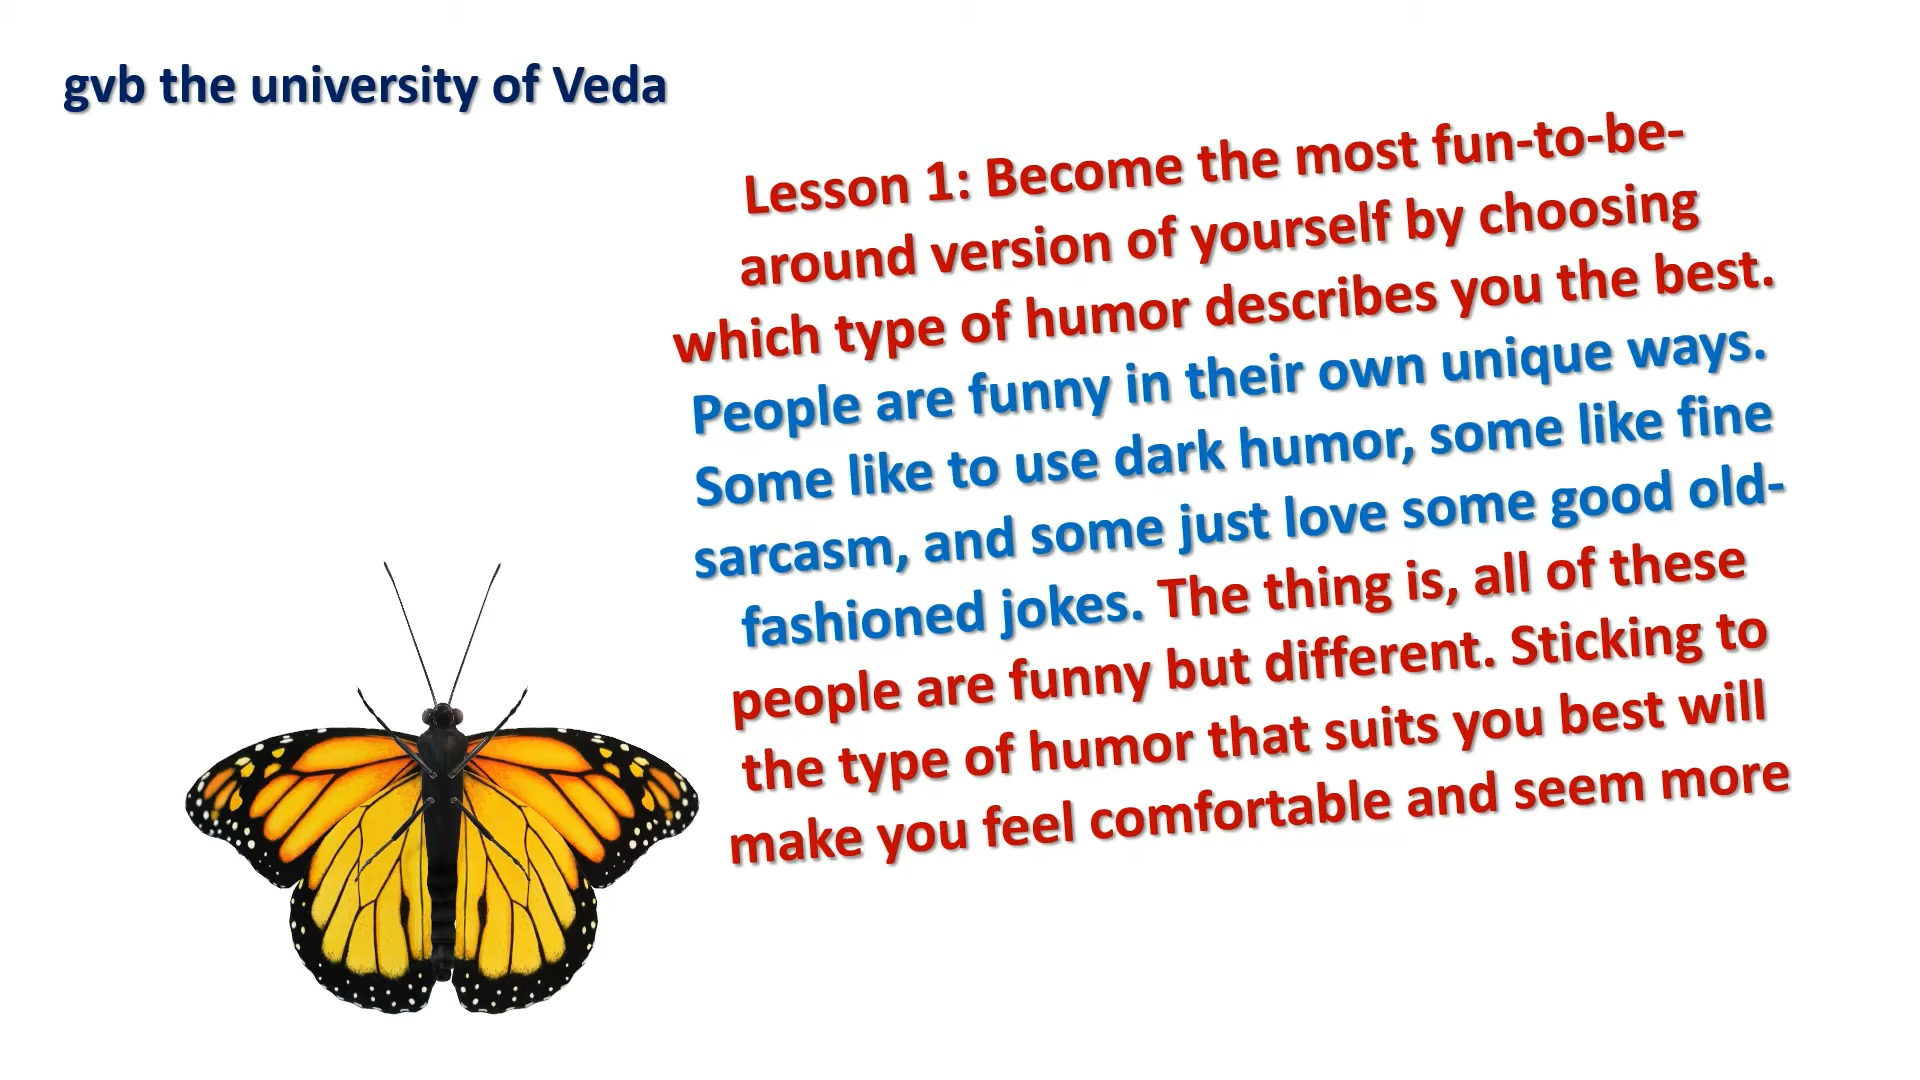 gvb the university of Veda
Lesson 1: Become the most fun-to-be-
around version of yourself by choosing
which type of humor describes you the best.
People are funny in their own unique ways.
Some like to use dark humor, some like fine
sarcasm, and some just love some good old-
fashioned jokes. The thing is, all of these
people are funny but different. Sticking to
the type of humor that suits you best will
make you feel comfortable and seem more